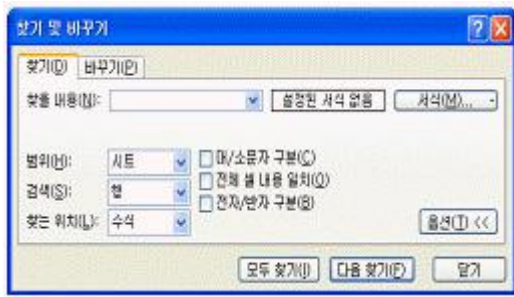 찾기 및 바꾸기
찾기(D) 바꾸기(P)
찾을 내용(N): 설정된 서식 없음 서식(M)...
범위(H): 시트 대/소문자 구분(C)
검색(S): 행 전체 셀 내용 일치(O)
찾는 위치(L): 수식 전자/반자 구분(B)
옵션(T) <<
모두 찾기(I) 다음 찾기(F) 닫기